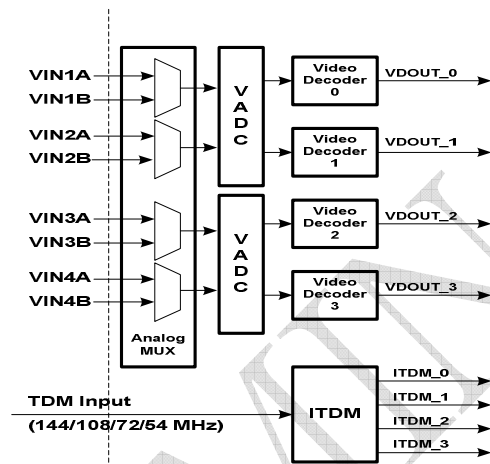 VIN1A
VIN1B
VIN2A
VIN2B
VIN3A
VIN3B
VIN4A
VIN4B
Analog
MUX
V
A
D
C
V
A
D
C
Video
Decoder
0
Video
Decoder
1
Video
Decoder
2
Video
Decoder
3
VDOUT_0
VDOUT_1
VDOUT_2
VDOUT_3
TDM Input
(144/108/72/54 MHz)
ITDM
ITDM_0
ITDM_1
ITDM_2
ITDM_3